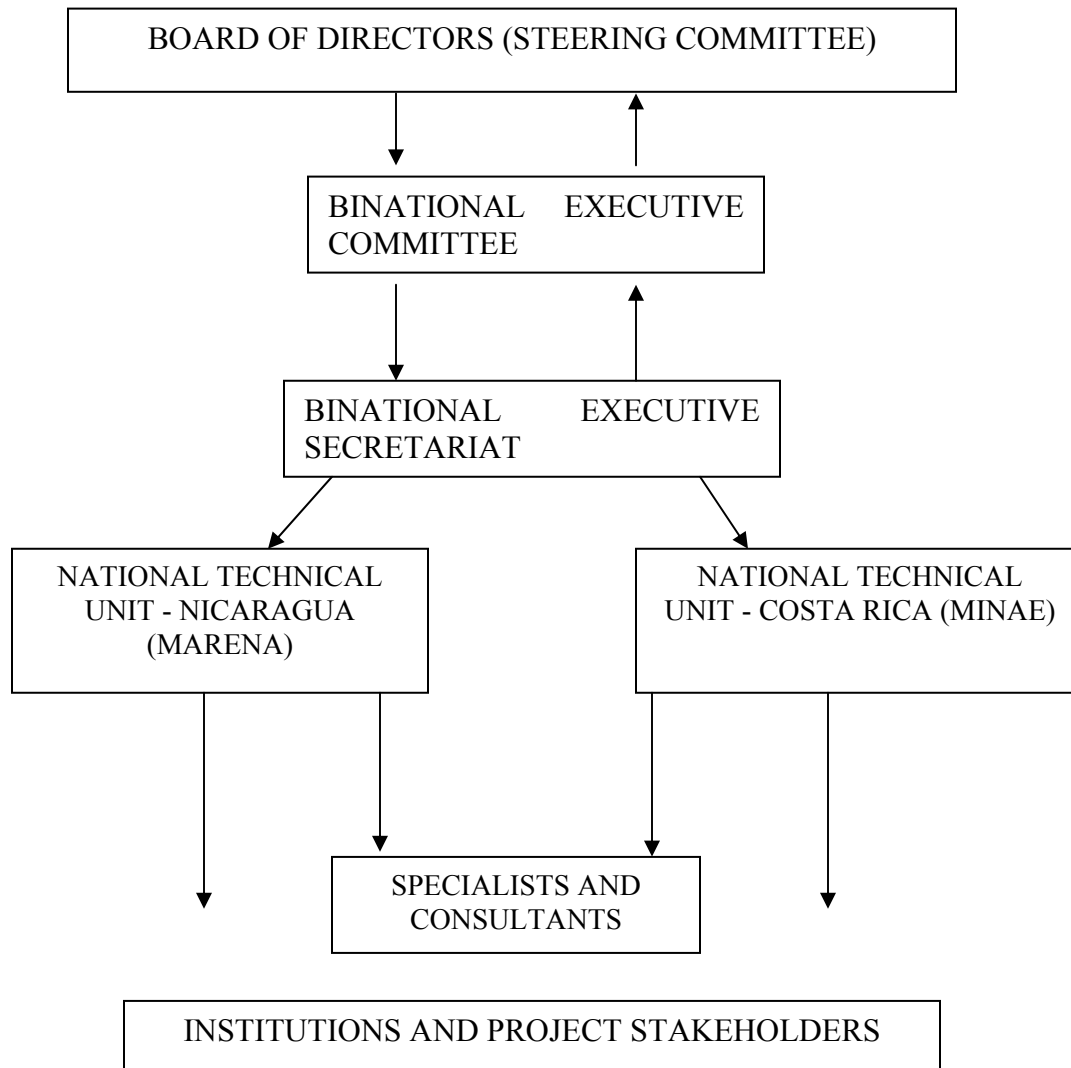 BOARD OF DIRECTORS (STEERING COMMITTEE)
BINATIONAL EXECUTIVE
COMMITTEE
BINATIONAL EXECUTIVE
SECRETARIAT
NATIONAL TECHNICAL
UNIT - NICARAGUA
(MARENA)
NATIONAL TECHNICAL
UNIT - COSTA RICA (MINAE)
SPECIALISTS AND
CONSULTANTS
INSTITUTIONS AND PROJECT STAKEHOLDERS